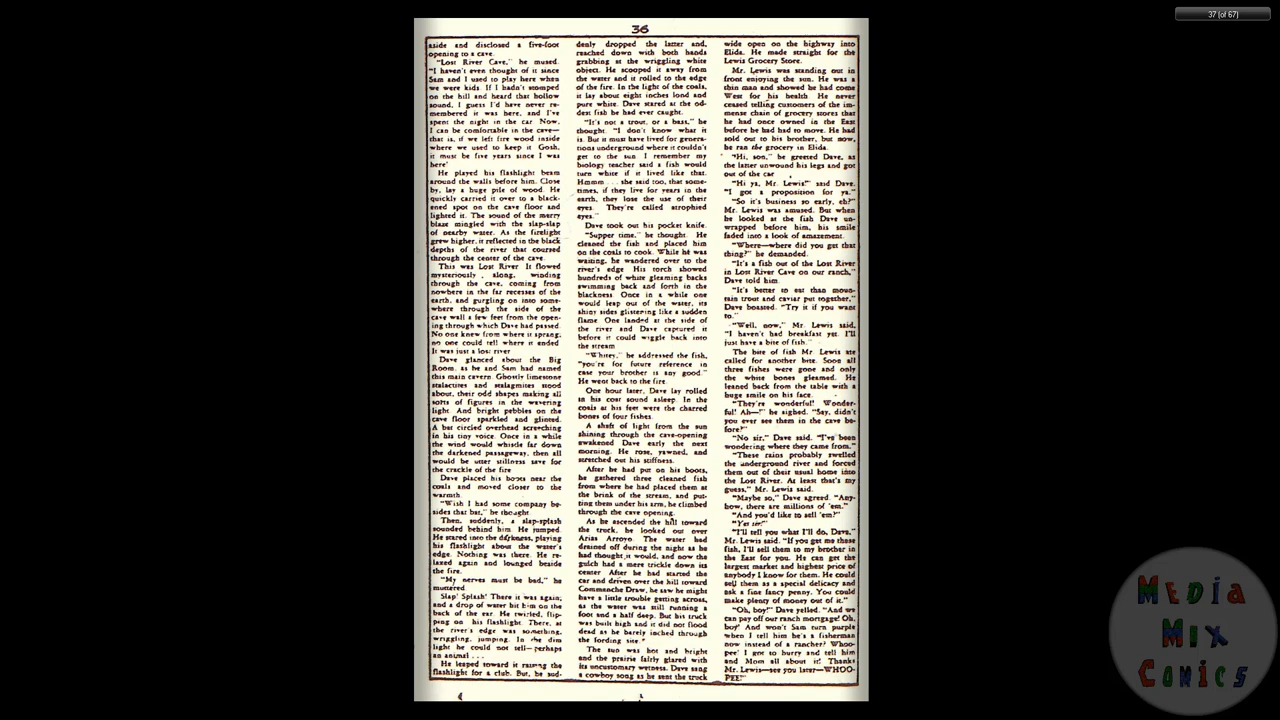 37 (of 67)
36
aside and disclosed a five-foot
opening to a cave.
"Lost River Cave," he mused.
"I haven't even thought of it since
Sam and I used to play here when
we were kids. If I hadn't stomped
on the hill and heard that hollow
sound, I guess I'd have never re-
membered it was here, and I've
spent the night in the car Now,
I can be comfortable in the cave—
that is, if we left fire wood inside
where we used to keep it Gosh,
it must be five years since I was
here"
He played his flashlight beam
around the walls before him. Close
by, lay a huge pile of wood. He
quickly carried it over to a black-
ened spot on the cave floor and
lighted it. The sound of the merry
blaze mingled with the slap-slap
of nearby water. As the firelight
grew higher, it reflected in the black
depths of the river that coursed
through the center of the cave.
This was Lost River It flowed
mysteriously along, winding
through the cave, coming from
nowhere in the far recesses of the
earth, and gurgling on into some-
where through the side of the
cave wall a few feet from the open-
ing through which Dave had passed.
No one knew from where it sprang;
no one could tell where it ended
It was just a lost river
Dave glanced about the Big
Room, as he and Sam had named
this main cavern. Ghostly limestone
stalactites and stalagmites stood
about, their odd shapes making all
sorts of figures in the wavering
light. And bright pebbles on the
cave floor sparkled and glinted.
A bat circled overhead screeching
in his tiny voice. Once in a while
the wind would whistle far down
the darkened passageway, then all
would be utter stillness save for
the crackle of the fire
Dave placed his boots near the
coals and moved closer to the
warmth
"Wish I had some company be-
sides that bat," he thought
Then, suddenly, a slap-splash
sounded behind him. He jumped.
He stared into the darkness, playing
his flashlight about the water's
edge. Nothing was there. He re-
laxed again and lounged beside
the fire.
"My nerves must be bad," he
muttered
Slap! Splash! There it was again;
and a drop of water hit him on the
back of the ear. He twirled, flip-
ping on his flashlight. There, at
the river's edge was something,
wriggling, jumping. In the dim
light he could not tell—perhaps
an animal . . .
He leaped toward it raising the
flashlight for a club. But, he sud-
denly dropped the latter and,
reached down with both hands
grabbing at the wriggling white
object. He scooped it away from
the water and it rolled to the edge
of the fire. In the light of the coals,
it lay about eight inches long and
pure white. Dave stared at the od-
dest fish he had ever caught.
"It's not a trout, or a bass," he
thought. "I don't know what it
is. But it must have lived for genera-
tions underground where it couldn't
get to the sun. I remember my
biology teacher said a fish would
turn white if it lived like that.
Hmmm . . . she said too, that some-
times, if they live for years in the
earth, they lose the use of their
eyes. They're called atrophied
eyes."
Dave took out his pocket knife.
"Supper time," he thought. He
cleaned the fish and placed him
on the coals to cook. While he was
waiting, he wandered over to the
river's edge His torch showed
hundreds of white gleaming backs
swimming back and forth in the
blackness. Once in a while one
would leap out of the water, its
shiny sides glistening like a sudden
flame One landed at the side of
the river and Dave captured it
before it could wiggle back into
the stream
"Whitey," he addressed the fish,
"you're for future reference in
case your brother is any good."
He went back to the fire.
One hour later, Dave lay rolled
in his coat sound asleep. In the
coals at his feet were the charred
bones of four fishes.
A shaft of light from the sun
shining through the cave-opening
awakened Dave early the next
morning. He rose, yawned, and
stretched out his stiffness.
After he had put on his boots,
he gathered three cleaned fish
from where he had placed them at
the brink of the stream, and put-
ting them under his arm, he climbed
through the cave opening.
As he ascended the hill toward
the truck, he looked out over
Arias Arroyo. The water had
drained off during the night as he
had thought it would, and now the
gulch had a mere trickle down its
center After he had started the
car and driven over the hill toward
Commanche Draw, he saw he might
have a little trouble getting across,
as the water was still running a
foot and a half deep. But his truck
was built high and it did not flood
dead as he barely inched through
the fording site."
The sun was hot and bright
and the prairie fairly glared with
its uncustomary wetness. Dave sang
a cowboy song as he sent the truck
wide open on the highway into
Elida. He made straight for the
Lewis Grocery Store.
Mr. Lewis was standing out in
front enjoying the sun. He was a
thin man and showed he had come
West for his health He never
ceased telling customers of the im-
mense chain of grocery stores that
he had once owned in the East
before he had had to move. He had
sold out to his brother, but now,
he ran the grocery in Elida.
"Hi, son," he greeted Dave, as
the latter unwound his legs and got
out of the car
"Hi ya, Mr. Lewis!" said Dave.
"I got a proposition for ya."
"So it's business so early, eh?"
Mr. Lewis was amused. But when
he looked at the fish Dave un-
wrapped before him, his smile
faded into a look of amazement.
"Where—where did you get that
thing?" he demanded.
"It's a fish out of the Lost River
in Lost River Cave on our ranch,"
Dave told him.
"It's better to eat than moun-
tain trout and caviar put together,"
Dave boasted. "Try it if you want
to."
"Well, now," Mr. Lewis said,
"I haven't had breakfast yet. I'll
just have a bite of fish."
The bite of fish Mr. Lewis ate
called for another bite. Soon all
three fishes were gone and only
the white bones gleamed. He
leaned back from the table with a
huge smile on his face.
"They're wonderful! Wonder-
ful! Ah—!" he sighed. "Say, didn't
you ever see them in the cave be-
fore?"
"No sir," Dave said. "I've been
wondering where they came from."
"These rains probably swelled
the underground river and forced
them out of their usual home into
the Lost River. At least that's my
guess," Mr. Lewis said.
"Maybe so," Dave agreed. "Any-
how, there are millions of 'em."
"And you'd like to sell 'em?"
"Yes sir!"
"I'll tell you what I'll do, Dave,"
Mr. Lewis said. "If you get me those
fish, I'll sell them to my brother in
the East for you. He can get the
largest market and highest price of
anybody I know for them. He could
sell them as a special delicacy and
ask a fine fancy penny. You could
make plenty of money out of it."
"Oh, boy!" Dave yelled. "And we
can pay off our ranch mortgage! Oh,
boy! And won't Sam turn purple
when I tell him he's a fisherman
now instead of a rancher? Whoo-
pee! I got to hurry and tell him
and Mom all about it! Thanks
Mr. Lewis—see you later—WHOO-
PEE!"
MEDIA
MIX
COMICS